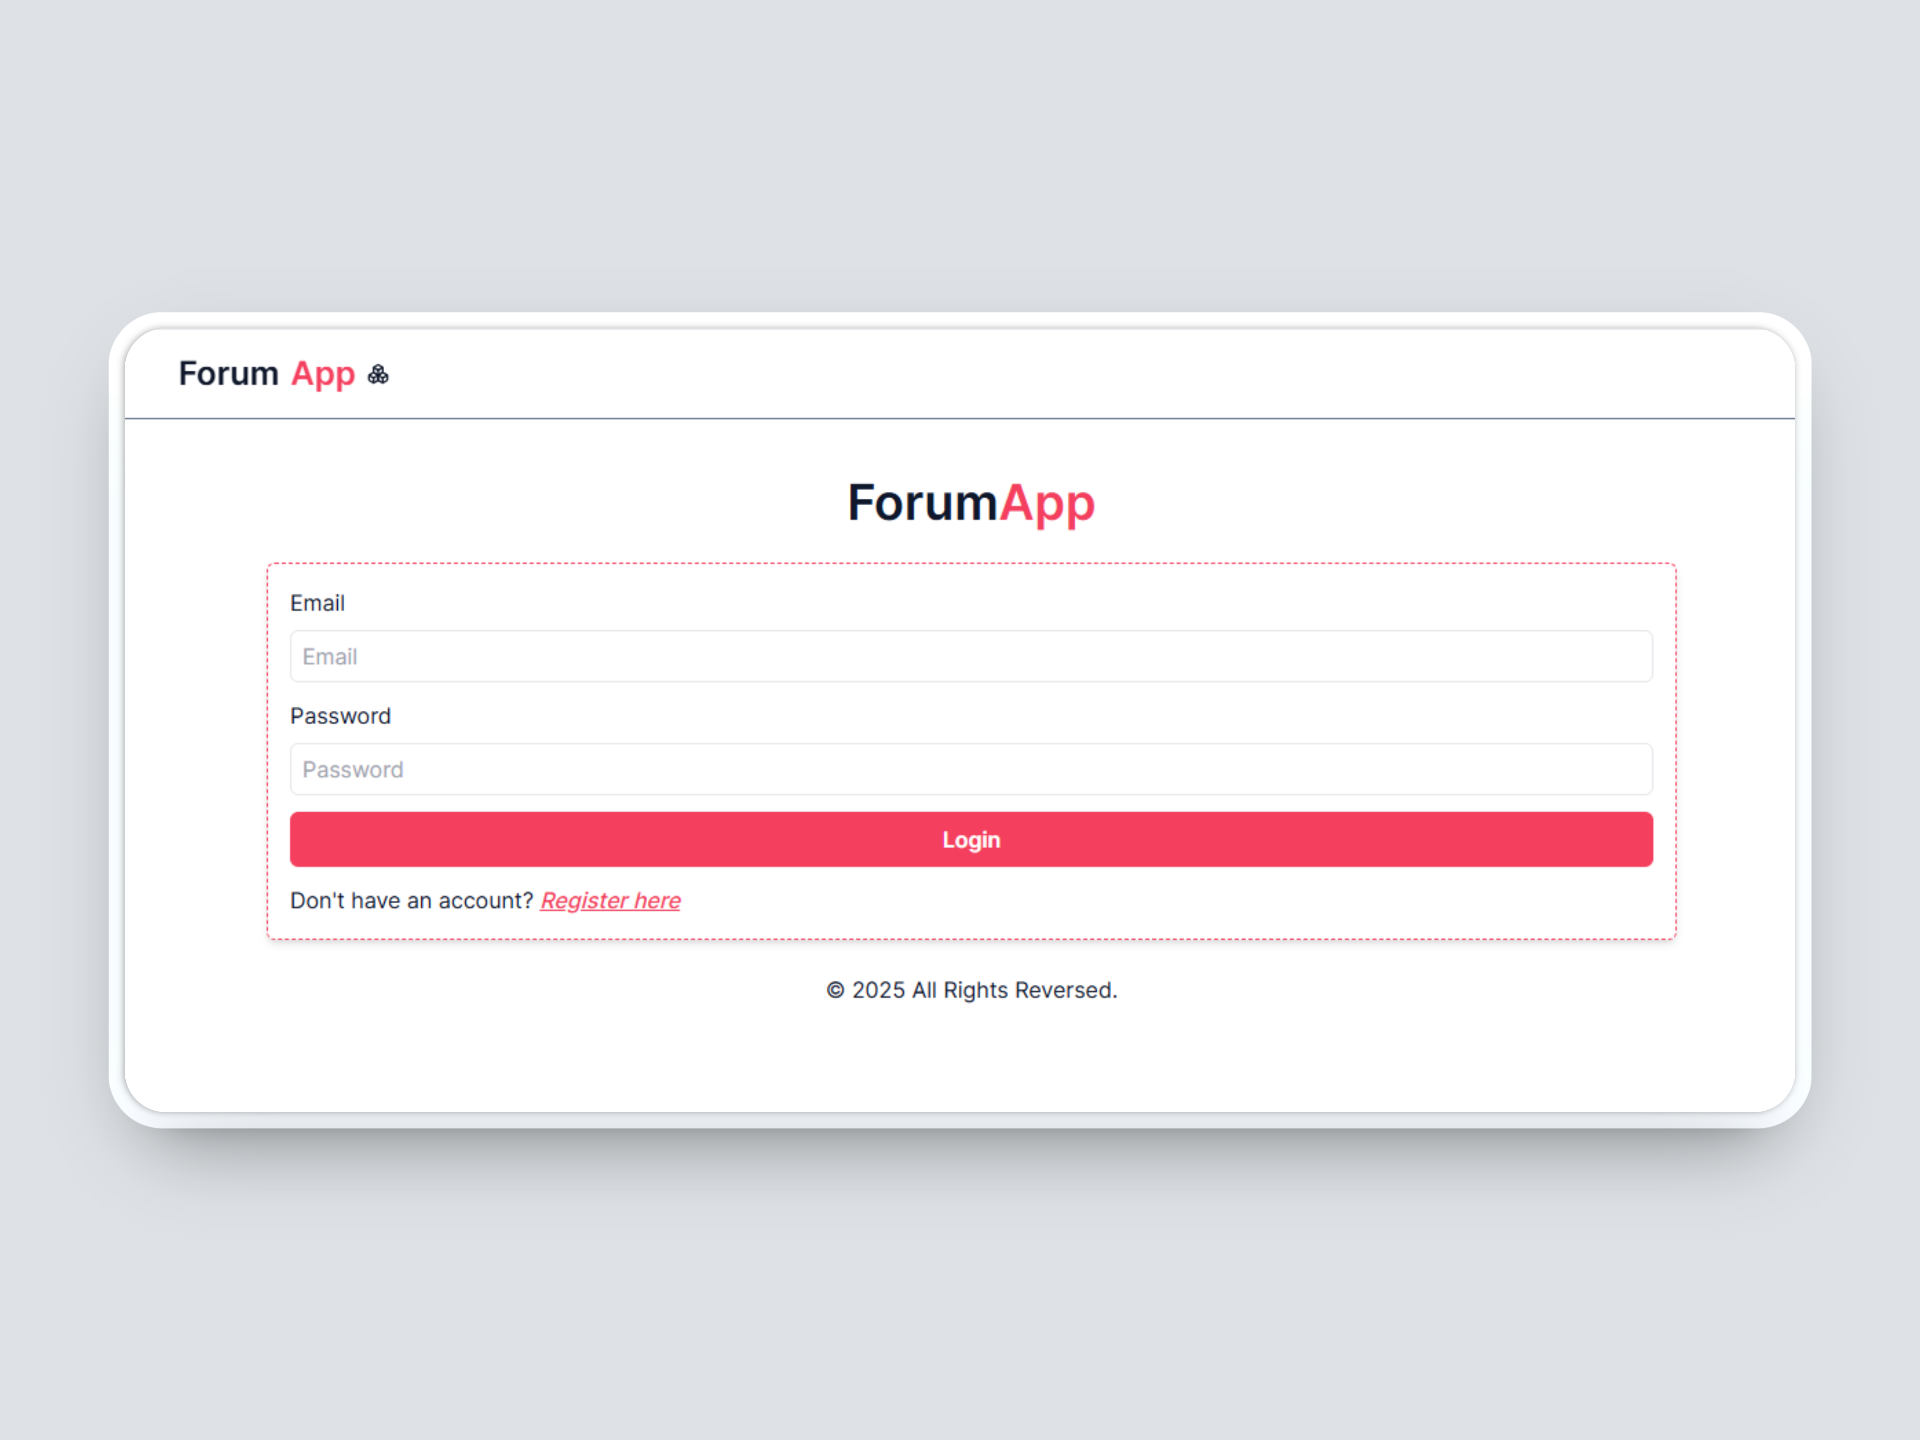 Forum App
ForumApp
Email
Email
Password
Password
Login
Don't have an account? Register here
© 2025 All Rights Reversed.